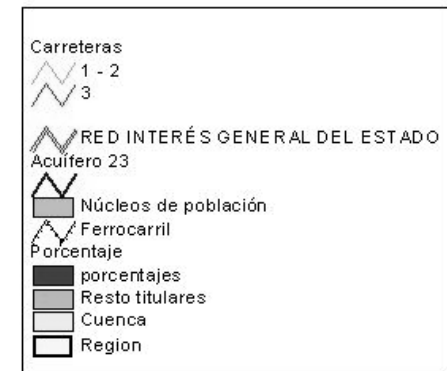 Carreteras
1 - 2
3
RED INTERÉS GENERAL DEL ESTADO
Acuífero 23
Núcleos de población
Ferrocarril
Porcentaje
porcentajes
Resto titulares
Cuenca
Region